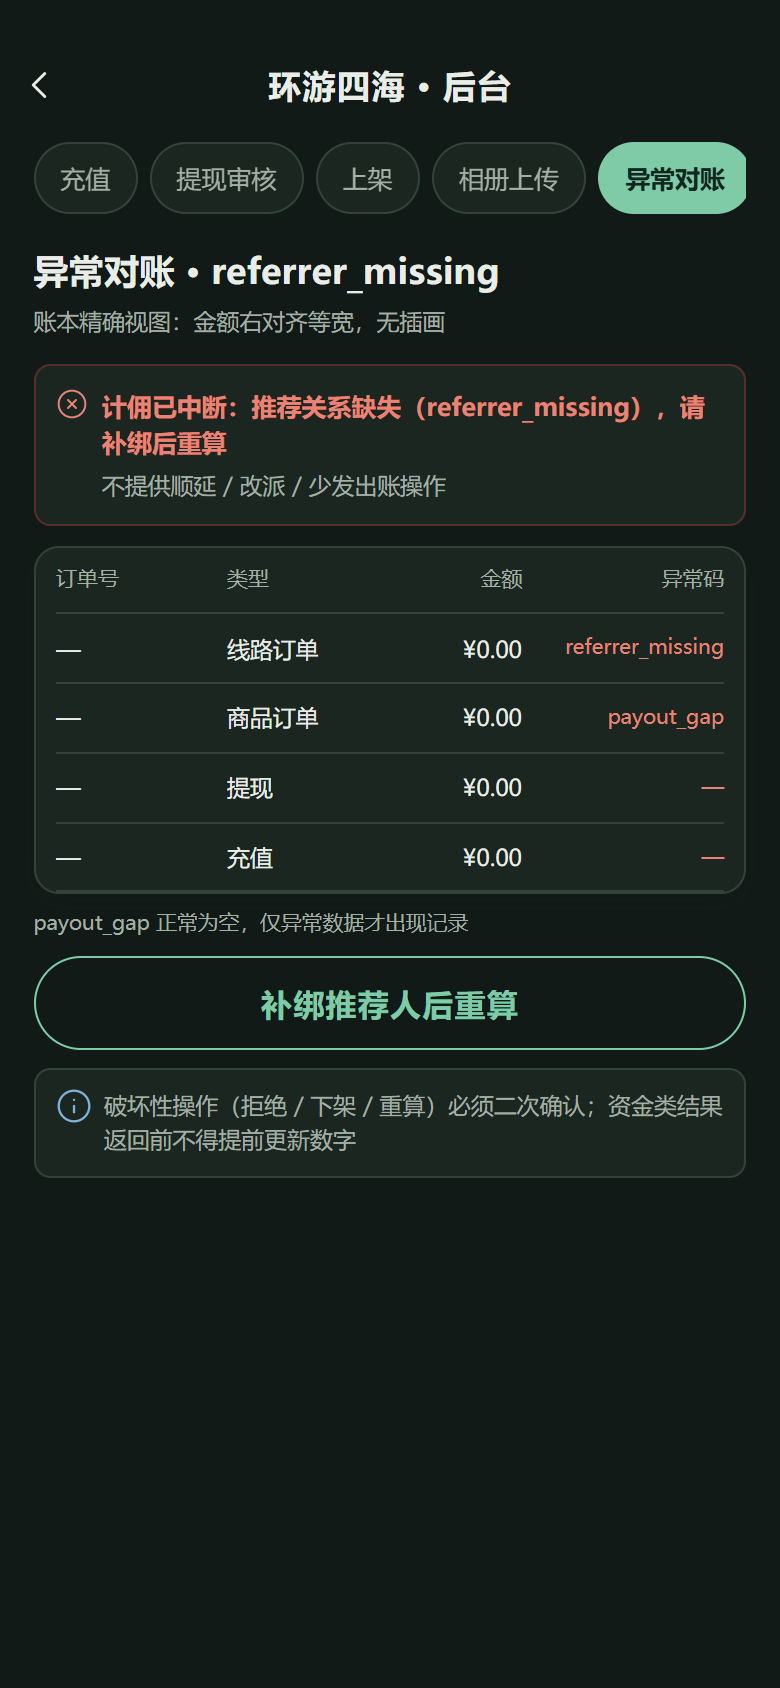 环游四海·后台
充值 提现审核 上架 相册上传 异常对账
异常对账·referrer_missing
账本精确视图：金额右对齐等宽，无插画
计佣已中断：推荐关系缺失（referrer_missing），请
补绑后重算
不提供顺延 / 改派 / 少发出账操作
订单号 类型 金额 异常码
— 线路订单 ¥0.00 referrer_missing
— 商品订单 ¥0.00 payout_gap
— 提现 ¥0.00 —
— 充值 ¥0.00 —
payout_gap 正常为空，仅异常数据才出现记录
补绑推荐人后重算
破坏性操作（拒绝 / 下架 / 重算）必须二次确认；资金类结果
返回前不得提前更新数字